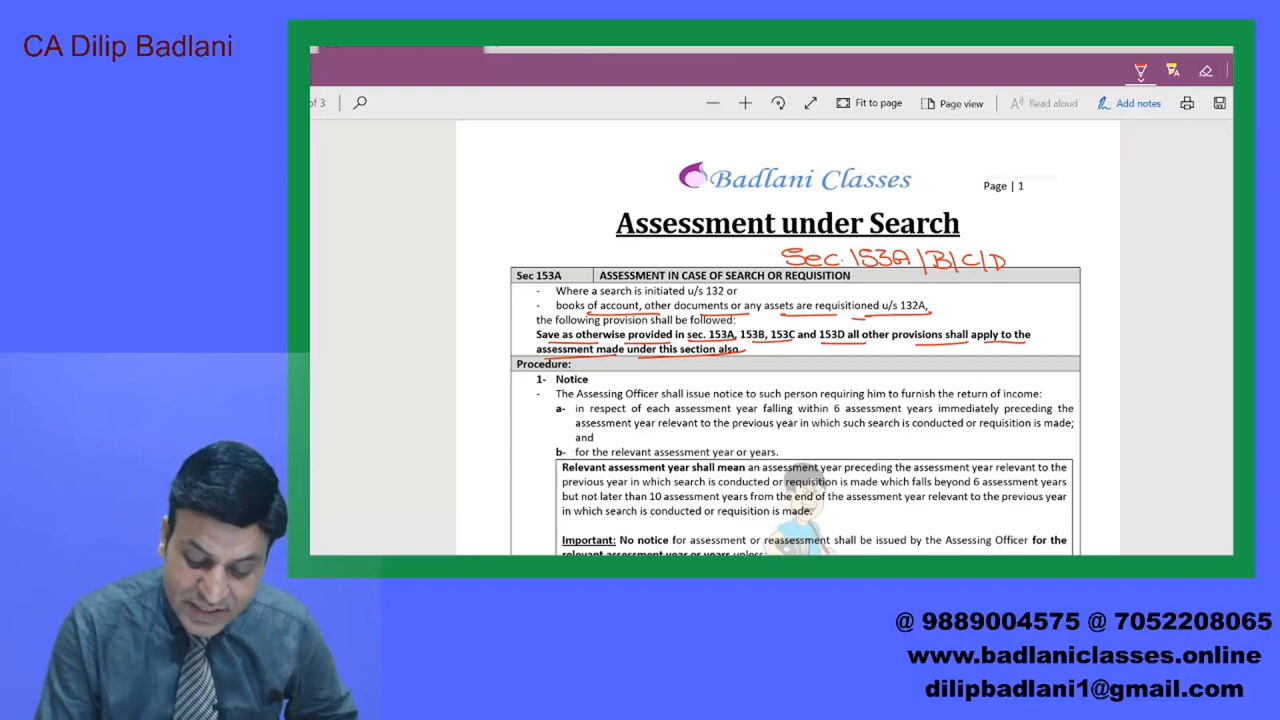 CA Dilip Badlani
of 3
Fit to page
Page view
Read aloud
Add notes
Badlani Classes
Page | 1
Assessment under Search
Sec. 153A/B/C/D
Sec 153A ASSESSMENT IN CASE OF SEARCH OR REQUISITION
- Where a search is initiated u/s 132 or
- books of account, other documents or any assets are requisitioned u/s 132A,
the following provision shall be followed:
Save as otherwise provided in sec. 153A, 153B, 153C and 153D all other provisions shall apply to the
assessment made under this section also
Procedure:
1- Notice
- The Assessing Officer shall issue notice to such person requiring him to furnish the return of income:
a- in respect of each assessment year falling within 6 assessment years immediately preceding the
assessment year relevant to the previous year in which such search is conducted or requisition is made;
and
b- for the relevant assessment year or years.
Relevant assessment year shall mean an assessment year preceding the assessment year relevant to the
previous year in which search is conducted or requisition is made which falls beyond 6 assessment years
but not later than 10 assessment years from the end of the assessment year relevant to the previous year
in which search is conducted or requisition is made.
Important: No notice for assessment or reassessment shall be issued by the Assessing Officer for the
relevant assessment year or years unless:
@ 9889004575 @ 7052208065
www.badlaniclasses.online
dilipbadlani1@gmail.com